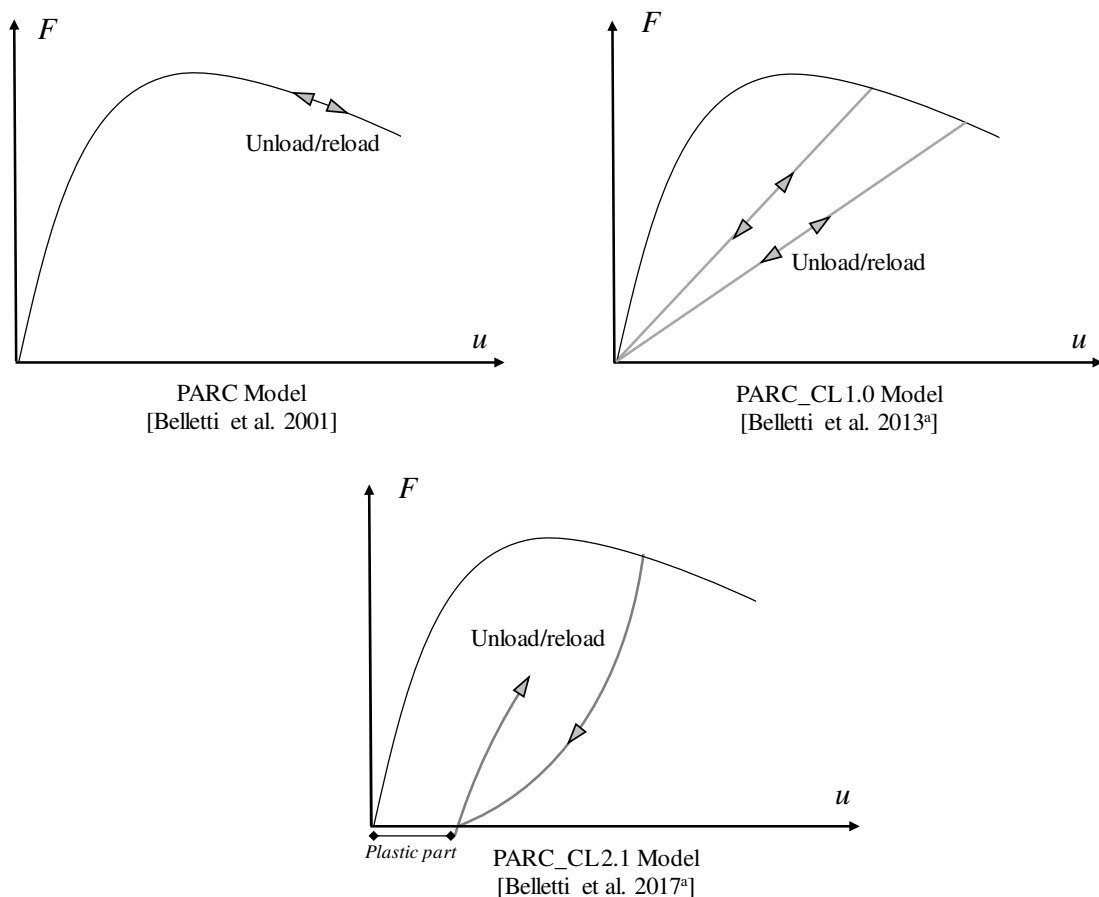 F
Unload/reload
u
PARC Model
[Belletti et al. 2001]
F
Unload/reload
u
PARC_CL1.0 Model
[Belletti et al. 2013ᵃ]
F
Unload/reload
u
Plastic part
PARC_CL2.1 Model
[Belletti et al. 2017ᵃ]